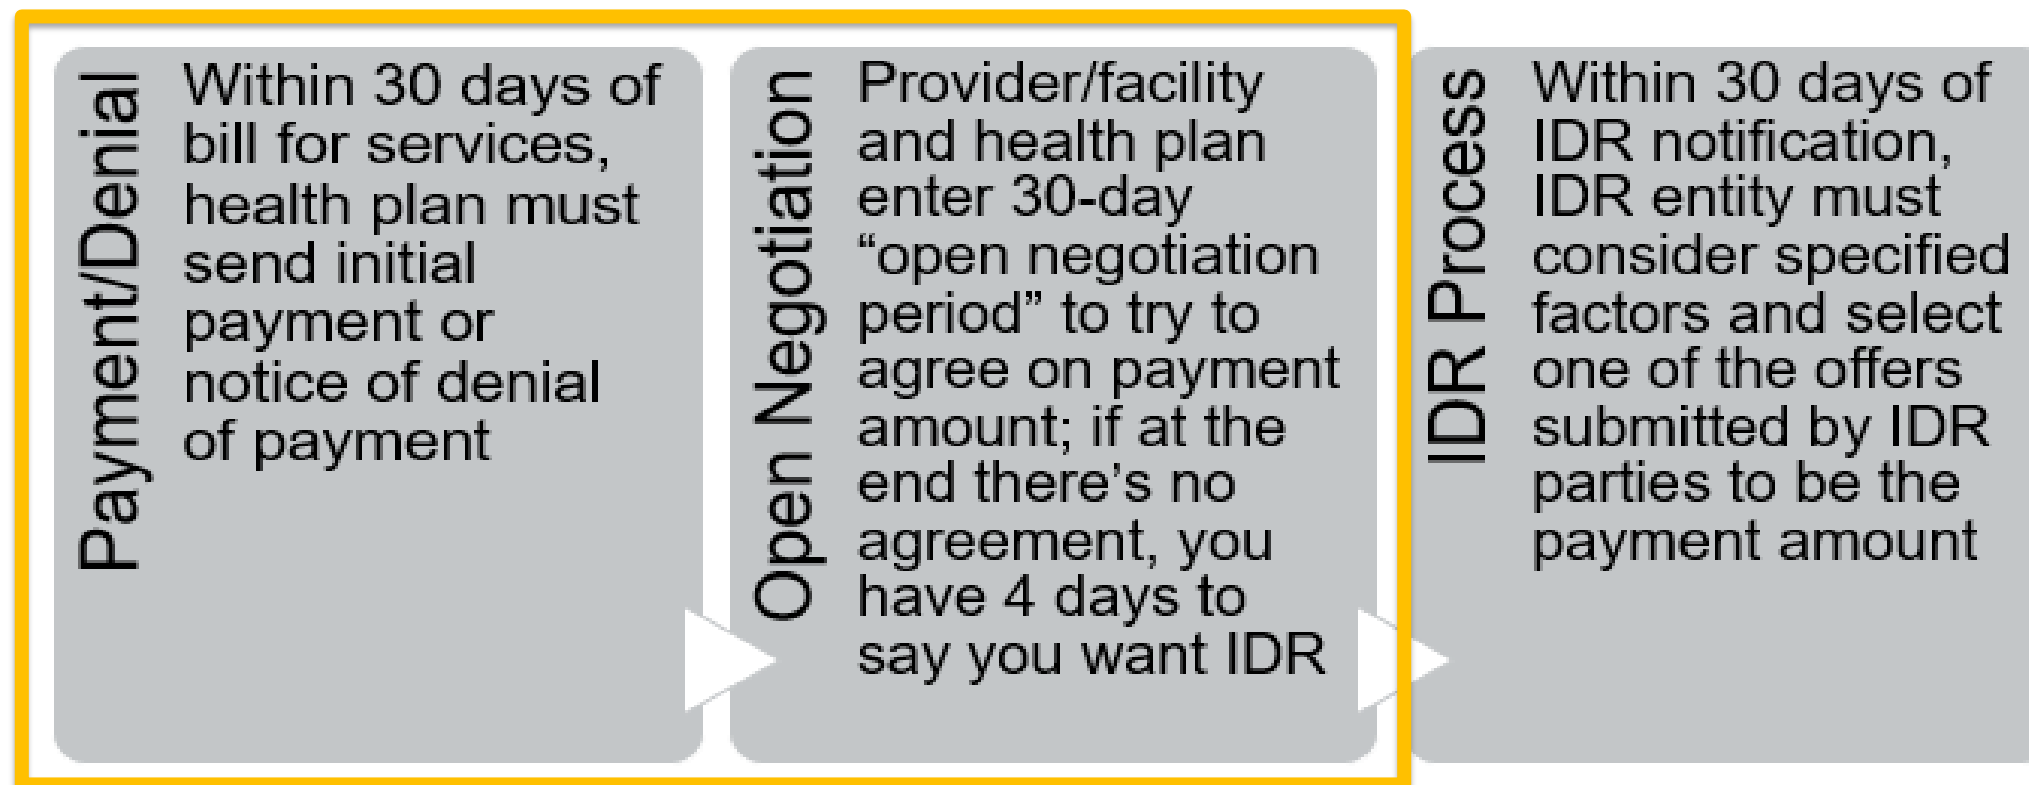 Payment/Denial
Within 30 days of
bill for services,
health plan must
send initial
payment or
notice of denial
of payment
Open Negotiation
Provider/facility
and health plan
enter 30-day
“open negotiation
period” to try to
agree on payment
amount; if at the
end there’s no
agreement, you
have 4 days to
say you want IDR
IDR Process
Within 30 days of
IDR notification,
IDR entity must
consider specified
factors and select
one of the offers
submitted by IDR
parties to be the
payment amount